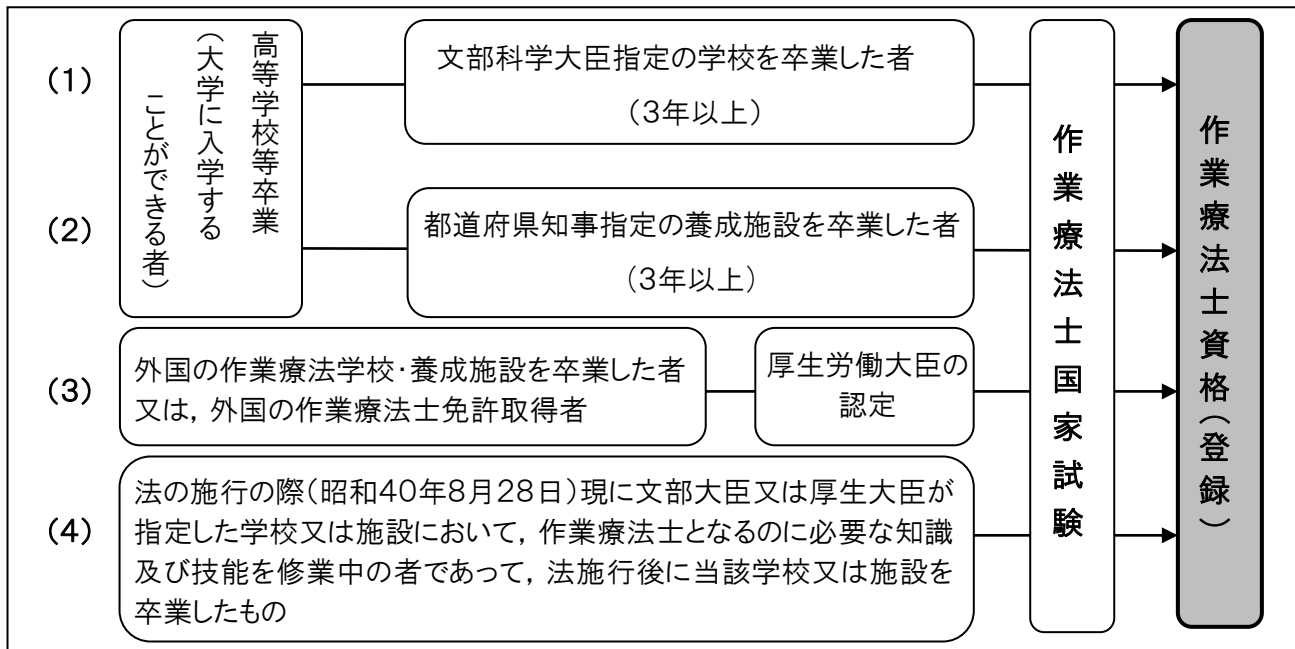 (1)
高等学校等卒業
(大学に入学する
ことができる者)
文部科学大臣指定の学校を卒業した者
(3年以上)
(2)
都道府県知事指定の養成施設を卒業した者
(3年以上)
(3)
外国の作業療法学校・養成施設を卒業した者
又は，外国の作業療法士免許取得者
厚生労働大臣の
認定
(4)
法の施行の際(昭和40年8月28日)現に文部大臣又は厚生大臣が
指定した学校又は施設において，作業療法士となるのに必要な知識
及び技能を修業中の者であって，法施行後に当該学校又は施設を
卒業したもの
作業療法士国家試験
作業療法士資格(登録)